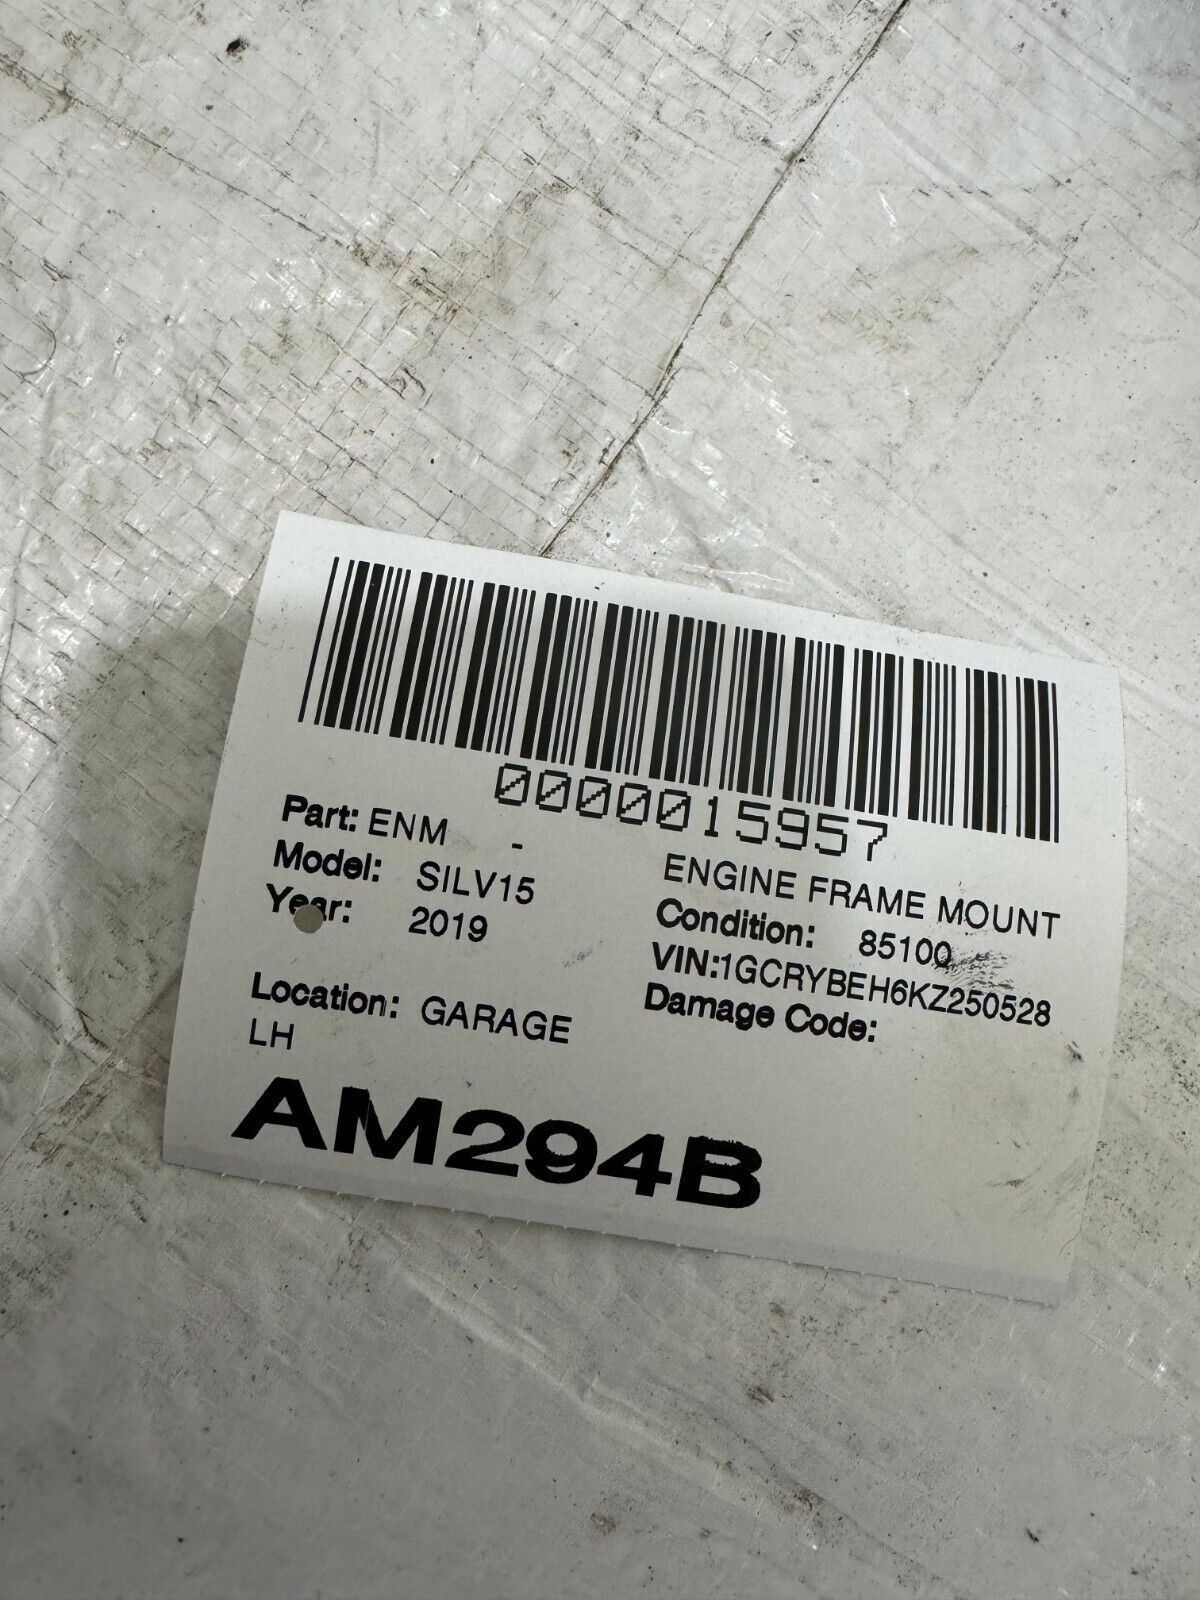 0000015957
Part: ENM -
ENGINE FRAME MOUNT
Model: SILV15
Condition: 85100
Year: 2019
VIN:1GCRYBEH6KZ250528
Damage Code:
Location: GARAGE
LH
AM294B